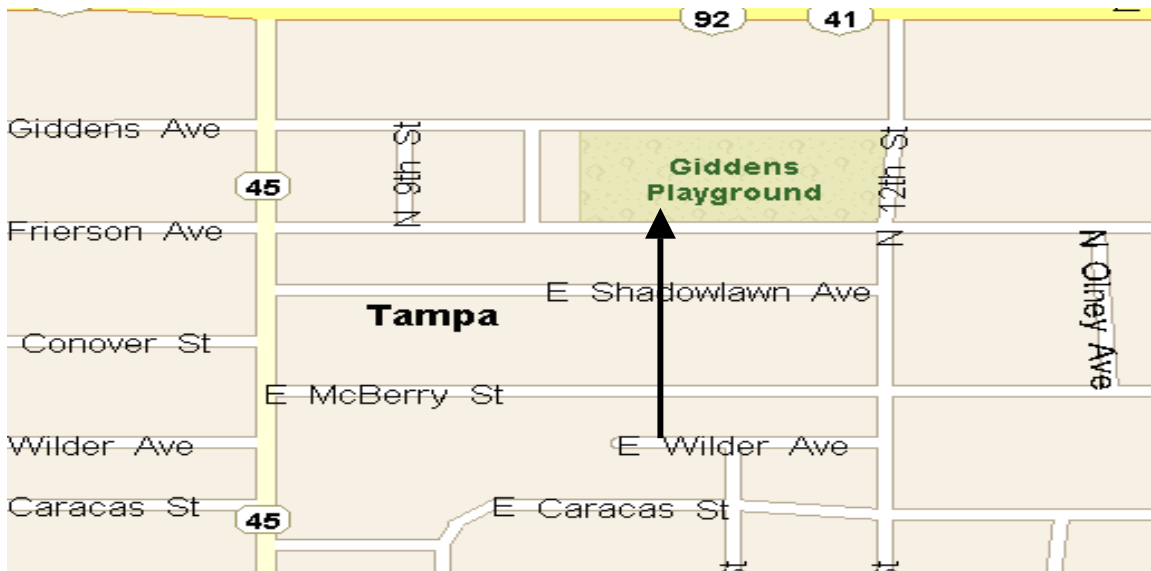 92
41
Giddens Ave
N 9th St
Giddens
Playground
N 12th St
45
Frierson Ave
N Olney Ave
E Shadowlawn Ave
Tampa
Conover St
E McBerry St
Wilder Ave
E Wilder Ave
Caracas St
E Caracas St
45